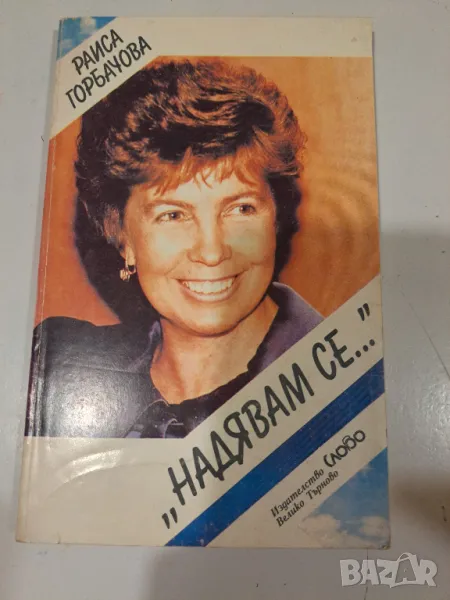 РАИСА
ГОРБАЧОВА
„НАДЯВАМ СЕ..."
Издателство
Велико Търново
слово
BAZAR